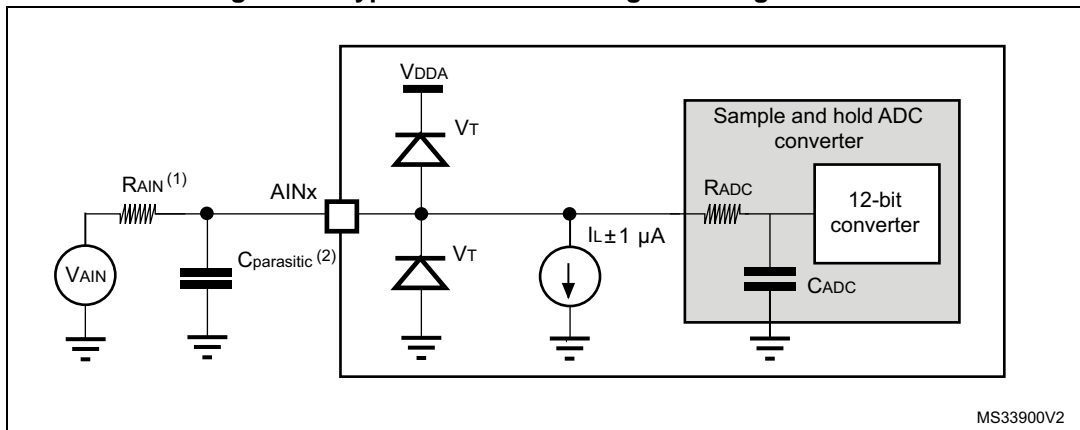 VDDA
Sample and hold ADC
converter
VT
RAIN (1)
AINx
RADC
12-bit
converter
IL±1 µA
VT
Cparasitic (2)
VAIN
CADC
MS33900V2